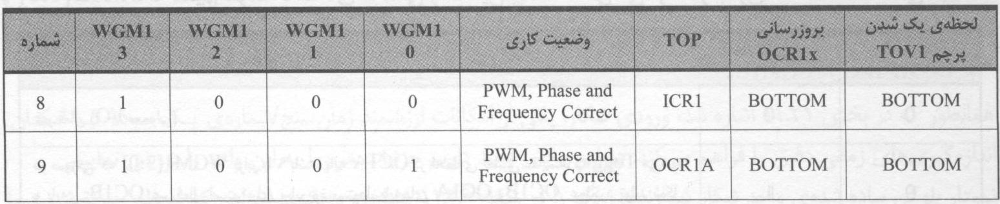 شماره
WGM1
3
WGM1
2
WGM1
1
WGM1
0
وضعیت کاری
TOP
بروزرسانی
OCR1x
لحظه‌ی یک شدن
پرچم TOV1
8
1
0
0
0
PWM, Phase and
Frequency Correct
ICR1
BOTTOM
BOTTOM
9
1
0
0
1
PWM, Phase and
Frequency Correct
OCR1A
BOTTOM
BOTTOM